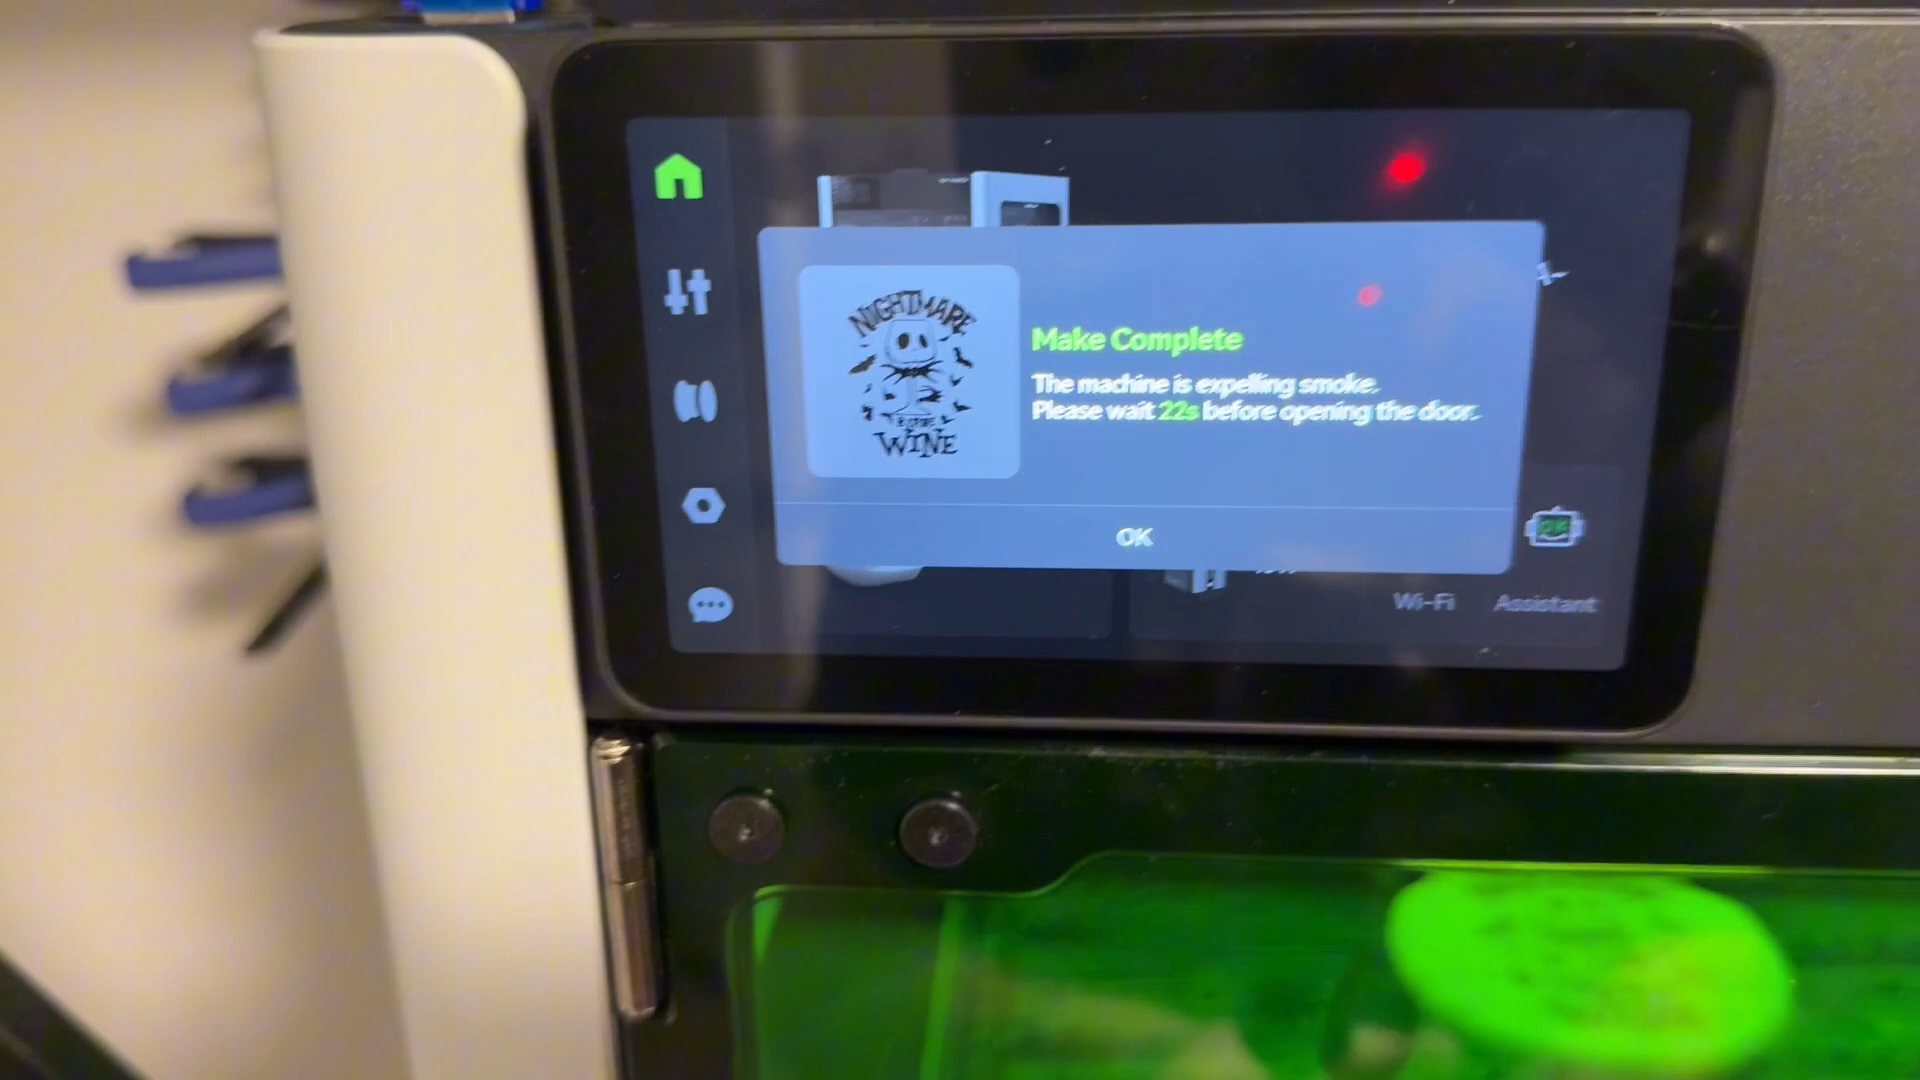 NIGHTMARE
WINE
Make Complete
The machine is expelling smoke.
Please wait 22s before opening the door.
OK
OK
Wi-Fi
Assistant